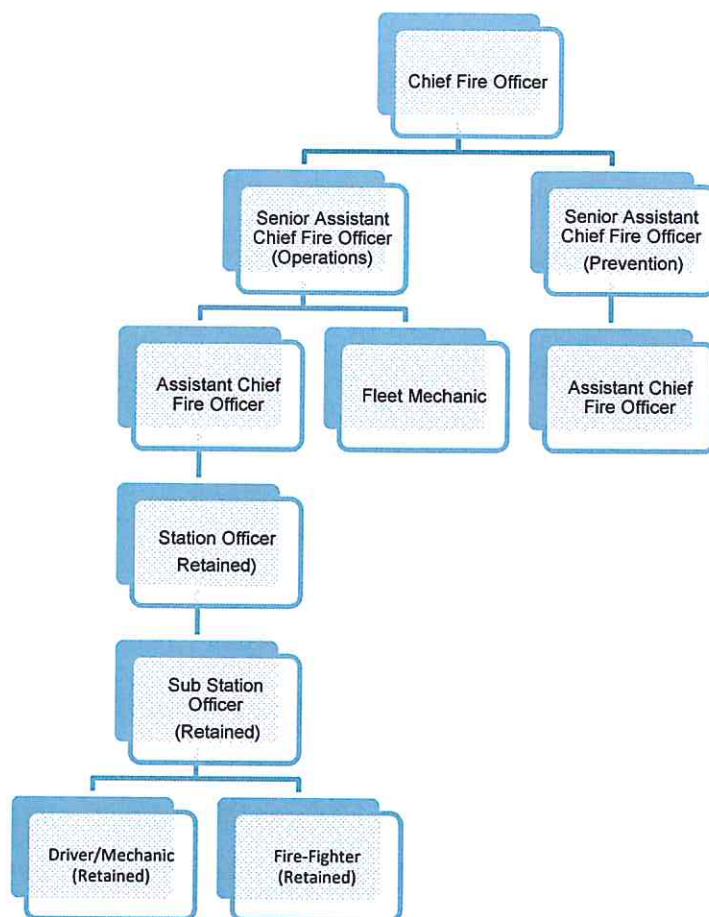 Chief Fire Officer
Senior Assistant
Chief Fire Officer
(Operations)
Senior Assistant
Chief Fire Officer
(Prevention)
Assistant Chief
Fire Officer
Fleet Mechanic
Assistant Chief
Fire Officer
Station Officer
Retained)
Sub Station
Officer
(Retained)
Driver/Mechanic
(Retained)
Fire-Fighter
(Retained)